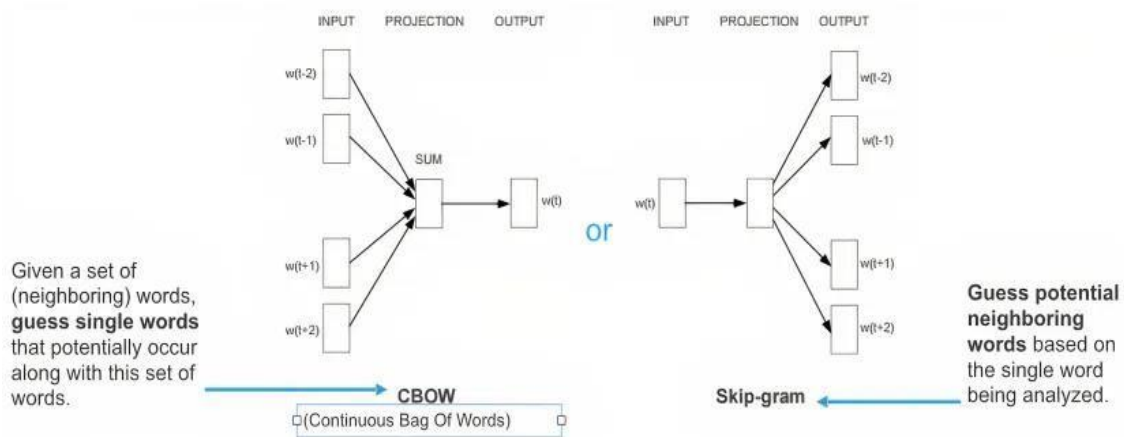 INPUT PROJECTION OUTPUT
w(t-2)
w(t-1)
SUM
w(t)
w(t+1)
w(t+2)
Given a set of
(neighboring) words,
guess single words
that potentially occur
along with this set of
words.
CBOW
(Continuous Bag Of Words)
or
INPUT PROJECTION OUTPUT
w(t-2)
w(t-1)
w(t)
w(t+1)
w(t+2)
Skip-gram
Guess potential
neighboring
words based on
the single word
being analyzed.